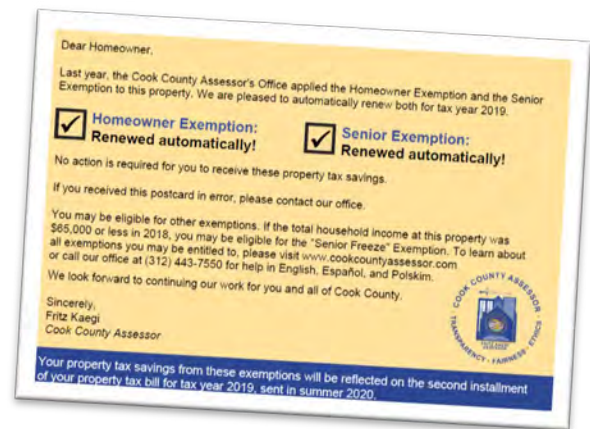 Dear Homeowner,
Last year, the Cook County Assessor's Office applied the Homeowner Exemption and the Senior
Exemption to this property. We are pleased to automatically renew both for tax year 2019.
Homeowner Exemption:
Renewed automatically!
Senior Exemption:
Renewed automatically!
No action is required for you to receive these property tax savings.
If you received this postcard in error, please contact our office.
You may be eligible for other exemptions. If the total household income at this property was
$65,000 or less in 2018, you may be eligible for the "Senior Freeze" Exemption. To learn about
all exemptions you may be entitled to, please visit www.cookcountyassessor.com
or call our office at (312) 443-7550 for help in English, Español, and Polskim.
We look forward to continuing our work for you and all of Cook County.
Sincerely,
Fritz Kaegi
Cook County Assessor
COOK COUNTY ASSESSOR
TRANSPARENCY · FAIRNESS · ETHICS
Your property tax savings from these exemptions will be reflected on the second installment
of your property tax bill for tax year 2019, sent in summer 2020.